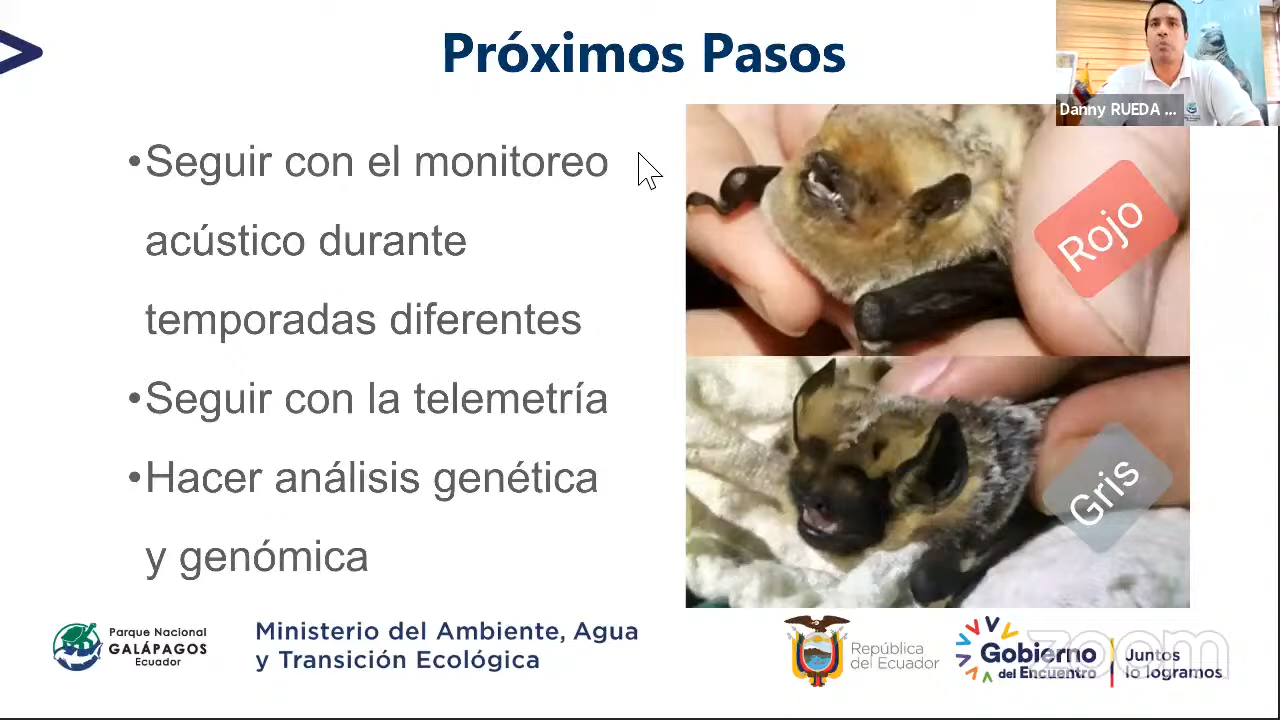 Próximos Pasos
Danny RUEDA ...
•Seguir con el monitoreo
acústico durante
temporadas diferentes
•Seguir con la telemetría
•Hacer análisis genética
y genómica
Rojo
Gris
Parque Nacional
GALÁPAGOS
Ecuador
Ministerio del Ambiente, Agua
y Transición Ecológica
República
del Ecuador
Gobierno
del Encuentro
Juntos
lo logramos
zoom